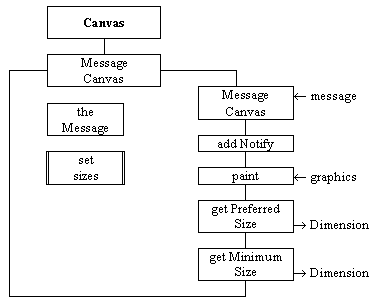 Canvas
Message
Canvas
the
Message
set
sizes
Message
Canvas
message
add Notify
paint
graphics
get Preferred
Size
Dimension
get Minimum
Size
Dimension